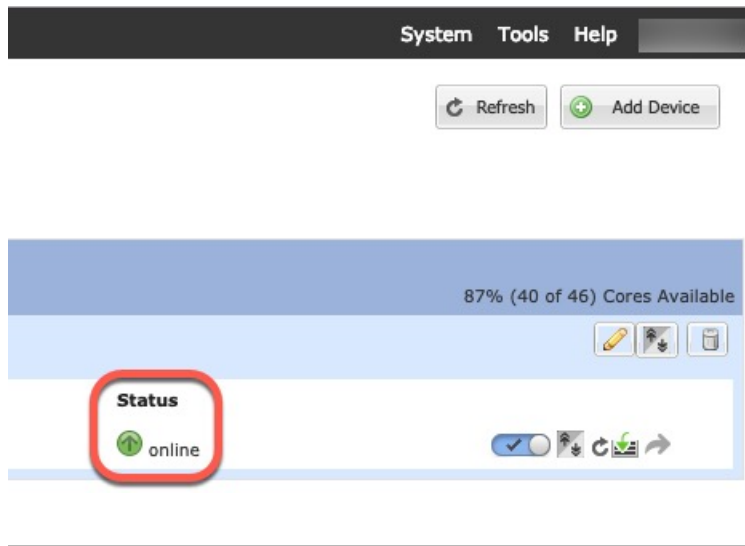 System Tools Help
Refresh Add Device
87% (40 of 46) Cores Available
Status
online